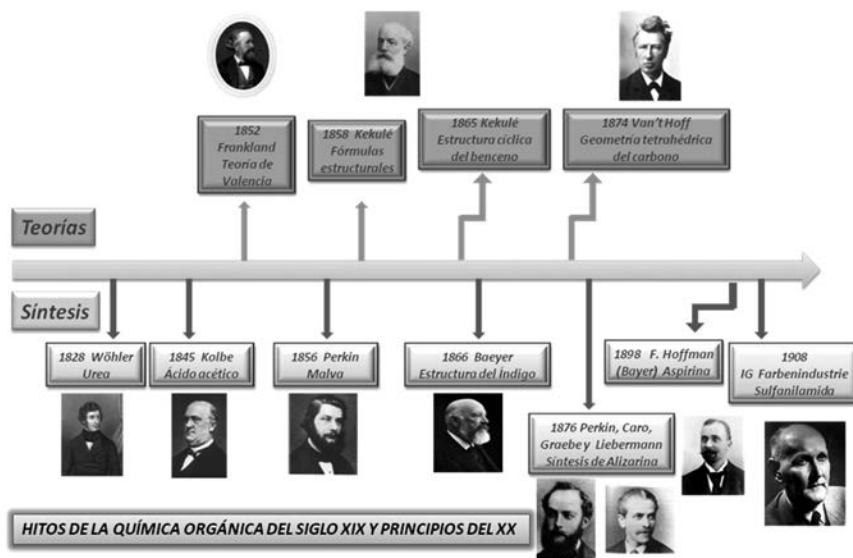 1852
Frankland
Teoría de
Valencia
1858 Kekulé
Fórmulas
estructurales
1865 Kekulé
Estructura cíclica
del benceno
1874 Van't Hoff
Geometría tetrahédrica
del carbono
Teorías
Síntesis
1828 Wöhler
Urea
1845 Kolbe
Ácido acético
1856 Perkin
Malva
1866 Baeyer
Estructura del Índigo
1898 F. Hoffman
(Bayer) Aspirina
1908
IG Farbenindustrie
Sulfanilamida
1876 Perkin, Caro,
Graebe y Liebermann
Síntesis de Alizarina
HITOS DE LA QUÍMICA ORGÁNICA DEL SIGLO XIX Y PRINCIPIOS DEL XX